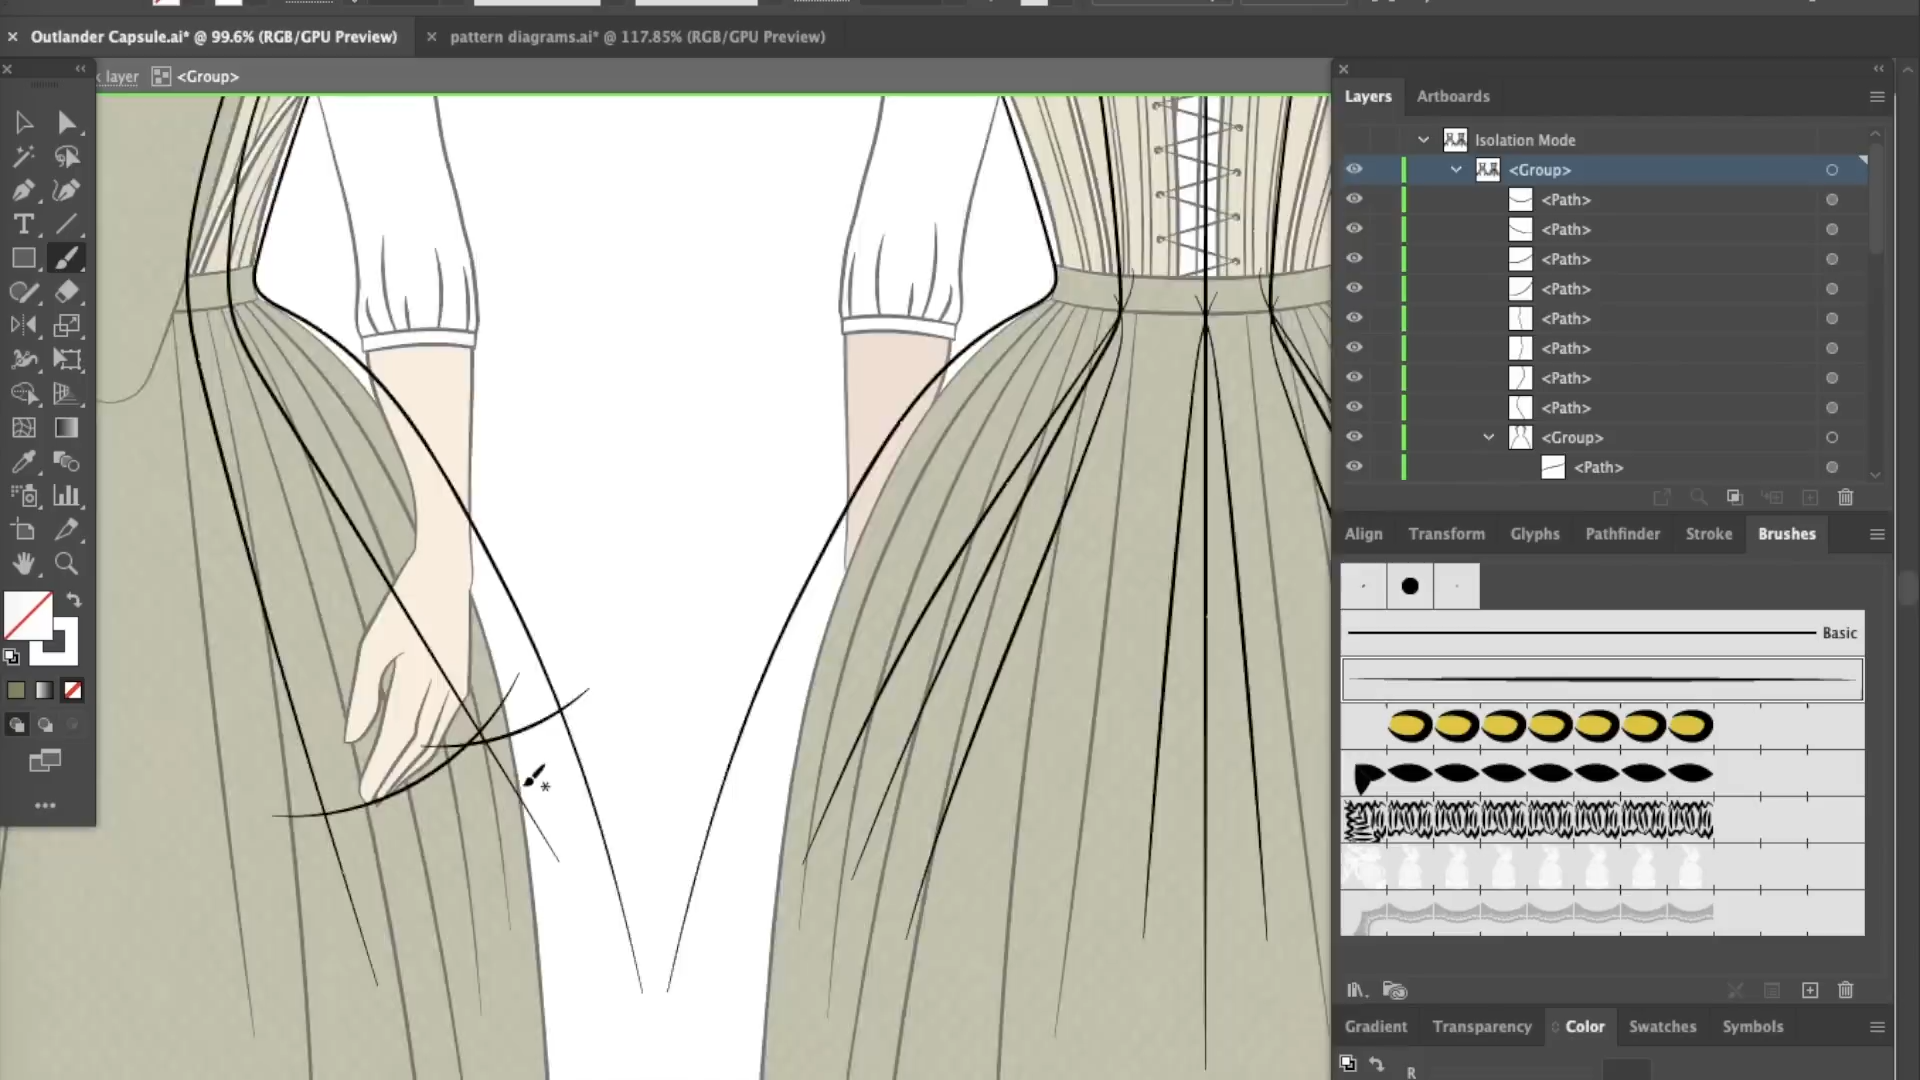 Outlander Capsule.ai* @ 99.6% (RGB/GPU Preview)
pattern diagrams.ai* @ 117.85% (RGB/GPU Preview)
layer
<Group>
Layers
Artboards
Isolation Mode
<Group>
<Path>
<Path>
<Path>
<Path>
<Path>
<Path>
<Path>
<Path>
<Group>
<Path>
Align
Transform
Glyphs
Pathfinder
Stroke
Brushes
Basic
Gradient
Transparency
Color
Swatches
Symbols
R